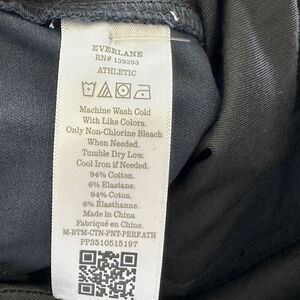 EVERLANE
RN# 139393
ATHLETIC
Machine Wash Cold
With Like Colors.
Only Non-Chlorine Bleach
When Needed.
Tumble Dry Low.
Cool Iron if Needed.
94% Cotton.
6% Elastane.
94% Coton.
6% Élasthanne.
Made in China.
Fabriqué en Chine.
M-BTM-CTN-PNT-PERFATH
PP3510515197